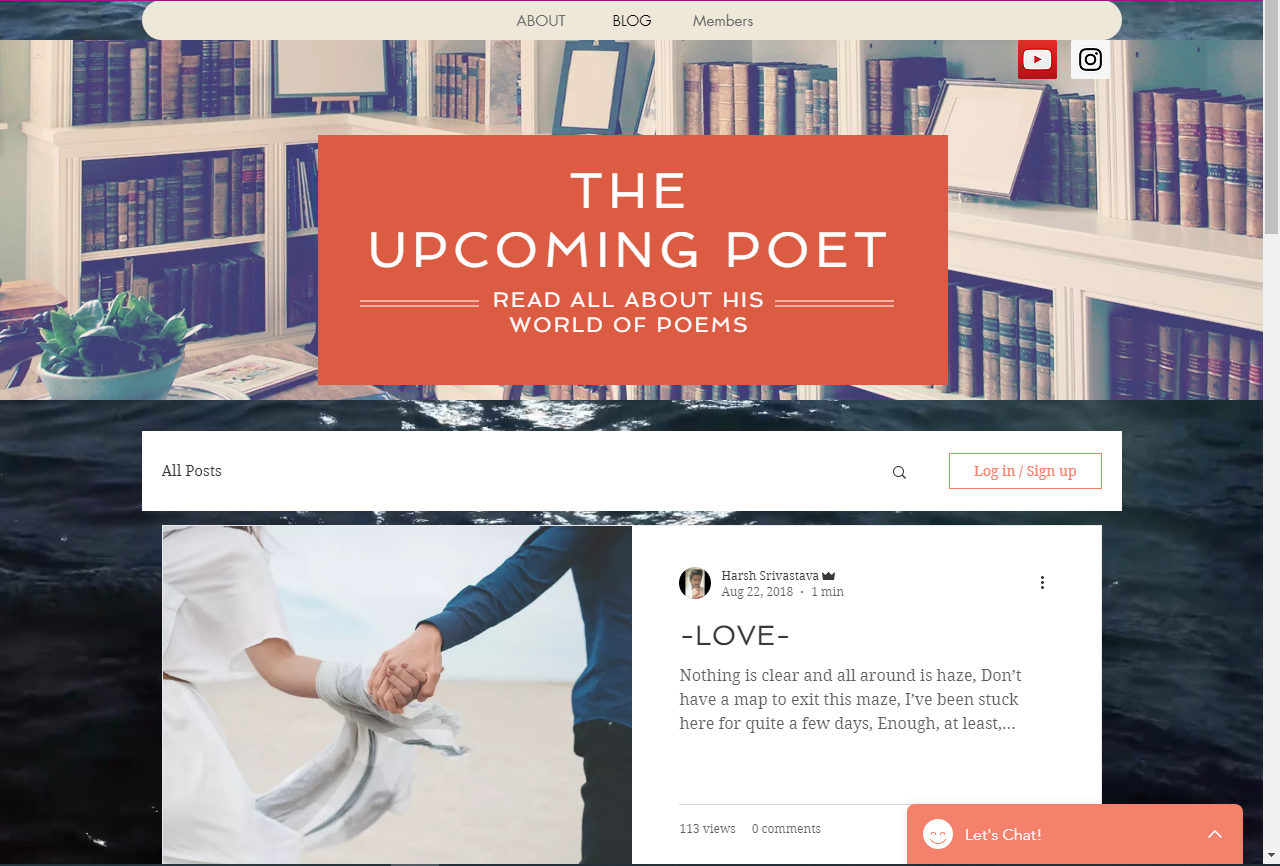 ABOUT
BLOG
Members
THE
UPCOMING POET
READ ALL ABOUT HIS
WORLD OF POEMS
All Posts
Log in / Sign up
Harsh Srivastava
Aug 22, 2018 · 1 min
-LOVE-
Nothing is clear and all around is haze, Don’t
have a map to exit this maze, I’ve been stuck
here for quite a few days, Enough, at least,...
113 views
0 comments
Let's Chat!